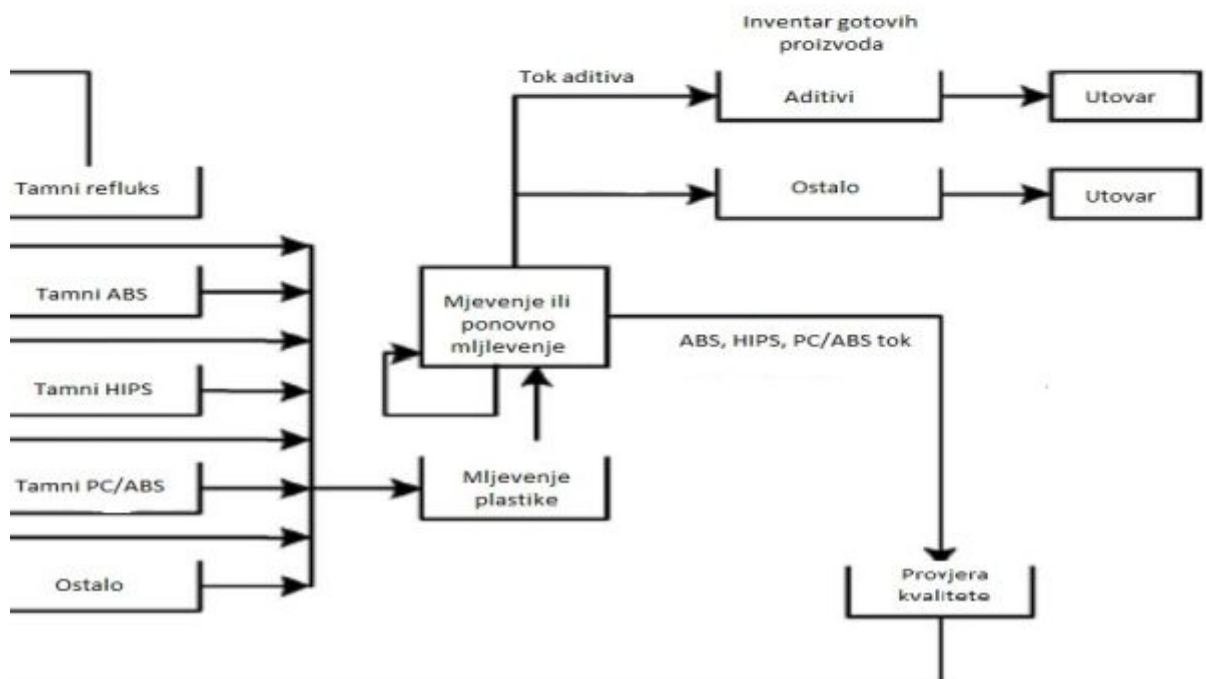 Inventar gotovih
proizvoda
Tok aditiva
Aditivi
Utovar
Tamni refluks
Ostalo
Utovar
Tamni ABS
Mjevenje ili
ponovno
mljlevenje
ABS, HIPS, PC/ABS tok
Tamni HIPS
Tamni PC/ABS
Mljevenje
plastike
Ostalo
Provjera
kvalitete